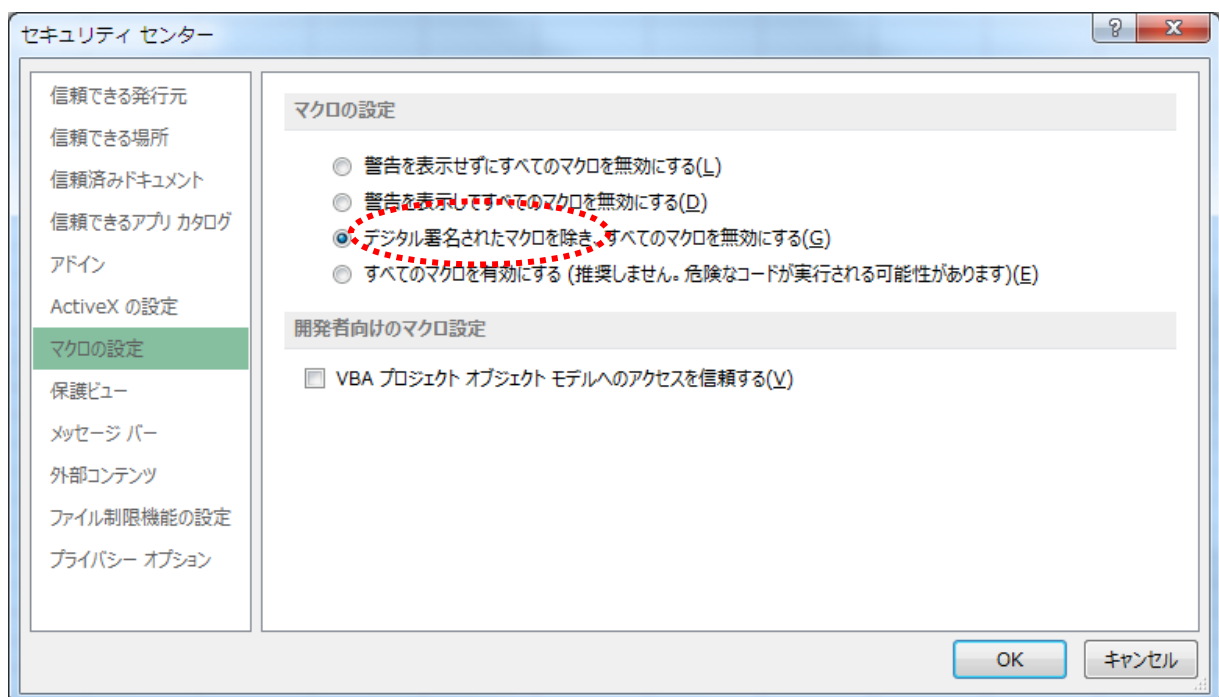 セキュリティ センター
信頼できる発行元
信頼できる場所
信頼済みドキュメント
信頼できるアプリ カタログ
アドイン
ActiveX の設定
マクロの設定
保護ビュー
メッセージ バー
外部コンテンツ
ファイル制限機能の設定
プライバシー オプション
マクロの設定
警告を表示せずにすべてのマクロを無効にする(L)
警告を表示してすべてのマクロを無効にする(D)
デジタル署名されたマクロを除き、すべてのマクロを無効にする(G)
すべてのマクロを有効にする (推奨しません。危険なコードが実行される可能性があります)(E)
開発者向けのマクロ設定
VBA プロジェクト オブジェクト モデルへのアクセスを信頼する(V)
OK
キャンセル